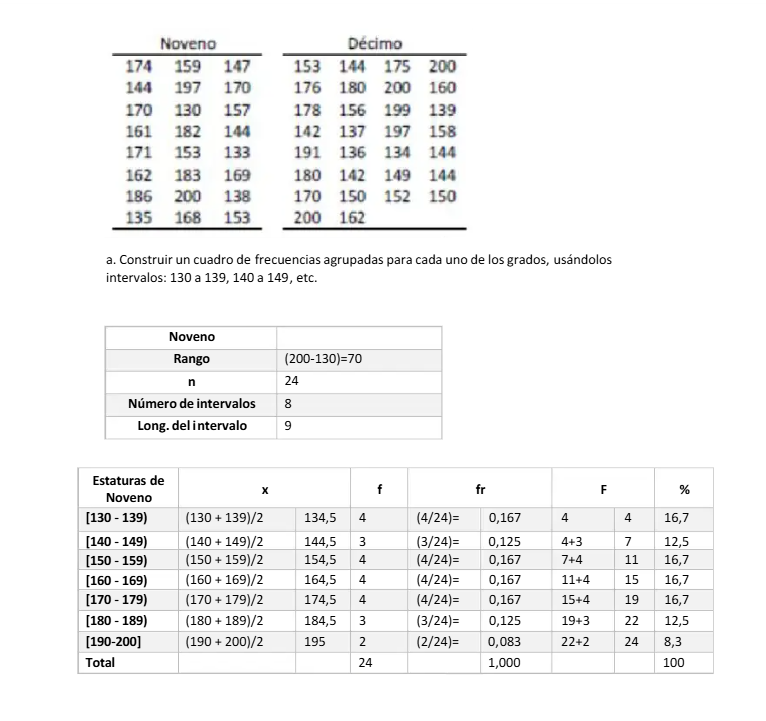 Noveno Décimo
174 159 147 153 144 175 200
144 197 170 176 180 200 160
170 130 157 178 156 199 139
161 182 144 142 137 197 158
171 153 133 191 136 134 144
162 183 169 180 142 149 144
186 200 138 170 150 152 150
135 168 153 200 162
a. Construir un cuadro de frecuencias agrupadas para cada uno de los grados, usándolos
intervalos: 130 a 139, 140 a 149, etc.
Noveno
Rango (200-130)=70
n 24
Número de intervalos 8
Long. del intervalo 9
Estaturas de
Noveno x f fr F %
[130 - 139) (130 + 139)/2 134,5 4 (4/24)= 0,167 4 4 16,7
[140 - 149) (140 + 149)/2 144,5 3 (3/24)= 0,125 4+3 7 12,5
[150 - 159) (150 + 159)/2 154,5 4 (4/24)= 0,167 7+4 11 16,7
[160 - 169) (160 + 169)/2 164,5 4 (4/24)= 0,167 11+4 15 16,7
[170 - 179) (170 + 179)/2 174,5 4 (4/24)= 0,167 15+4 19 16,7
[180 - 189) (180 + 189)/2 184,5 3 (3/24)= 0,125 19+3 22 12,5
[190-200] (190 + 200)/2 195 2 (2/24)= 0,083 22+2 24 8,3
Total 24 1,000 100